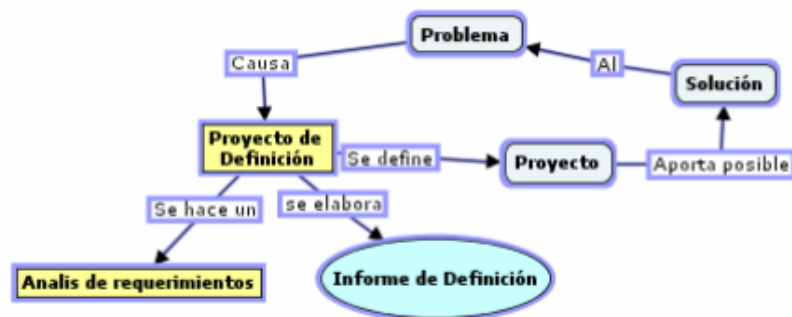 Problema
Causa
Al
Solución
Proyecto de
Definición
Se define
Proyecto
Aporta posible
Se hace un
se elabora
Analis de requerimientos
Informe de Definición